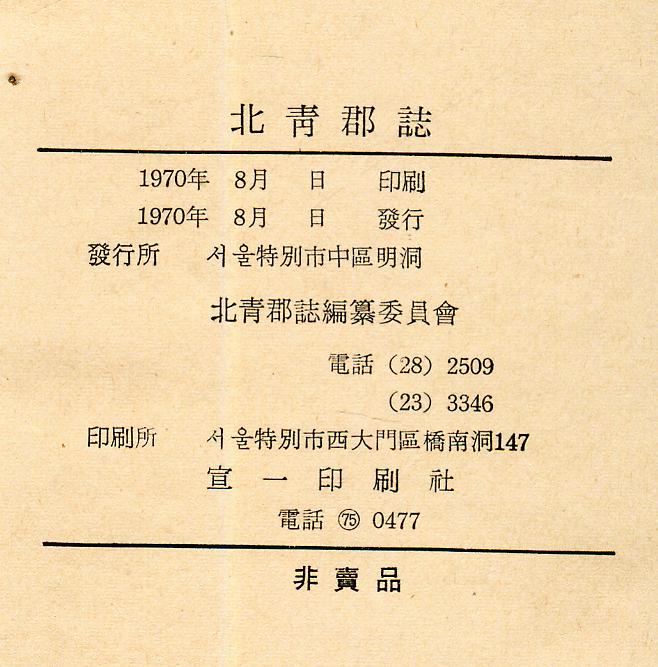 北靑郡誌
1970年 8月 日 印刷
1970年 8月 日 發行
發行所 서울特別市中區明洞
北靑郡誌編纂委員會
電話 (28) 2509
(23) 3346
印刷所 서울特別市西大門區橋南洞147
宣一印刷社
電話 ㊄ 0477
非賣品